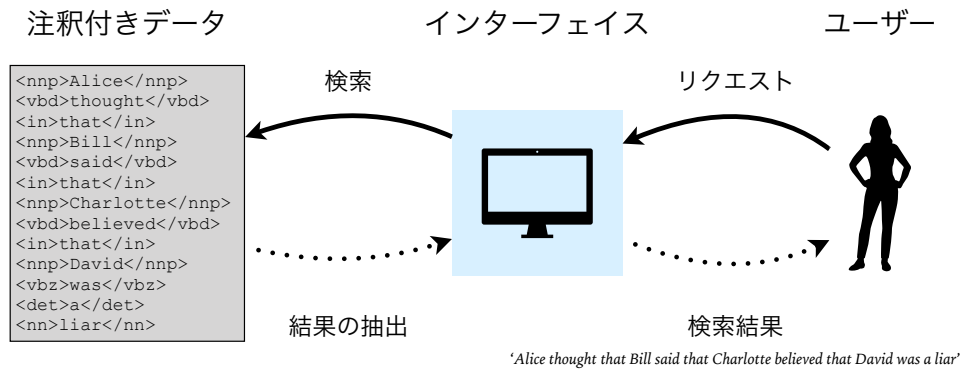 注釈付きデータ
インターフェイス
ユーザー
<nnp>Alice</nnp>
<vbd>thought</vbd>
<in>that</in>
<nnp>Bill</nnp>
<vbd>said</vbd>
<in>that</in>
<nnp>Charlotte</nnp>
<vbd>believed</vbd>
<in>that</in>
<nnp>David</nnp>
<vbz>was</vbz>
<det>a</det>
<nn>liar</nn>
検索
リクエスト
結果の抽出
検索結果
‘Alice thought that Bill said that Charlotte believed that David was a liar’